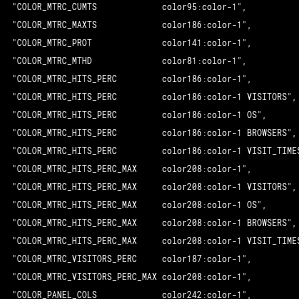 "COLOR_MTRC_CUMTS color95:color-1",
"COLOR_MTRC_MAXTS color186:color-1",
"COLOR_MTRC_PROT color141:color-1",
"COLOR_MTRC_MTHD color81:color-1",
"COLOR_MTRC_HITS_PERC color186:color-1",
"COLOR_MTRC_HITS_PERC color186:color-1 VISITORS",
"COLOR_MTRC_HITS_PERC color186:color-1 OS",
"COLOR_MTRC_HITS_PERC color186:color-1 BROWSERS",
"COLOR_MTRC_HITS_PERC color186:color-1 VISIT_TIMES
"COLOR_MTRC_HITS_PERC_MAX color208:color-1",
"COLOR_MTRC_HITS_PERC_MAX color208:color-1 VISITORS",
"COLOR_MTRC_HITS_PERC_MAX color208:color-1 OS",
"COLOR_MTRC_HITS_PERC_MAX color208:color-1 BROWSERS",
"COLOR_MTRC_HITS_PERC_MAX color208:color-1 VISIT_TIMES
"COLOR_MTRC_VISITORS_PERC color187:color-1",
"COLOR_MTRC_VISITORS_PERC_MAX color208:color-1",
"COLOR_PANEL_COLS color242:color-1",